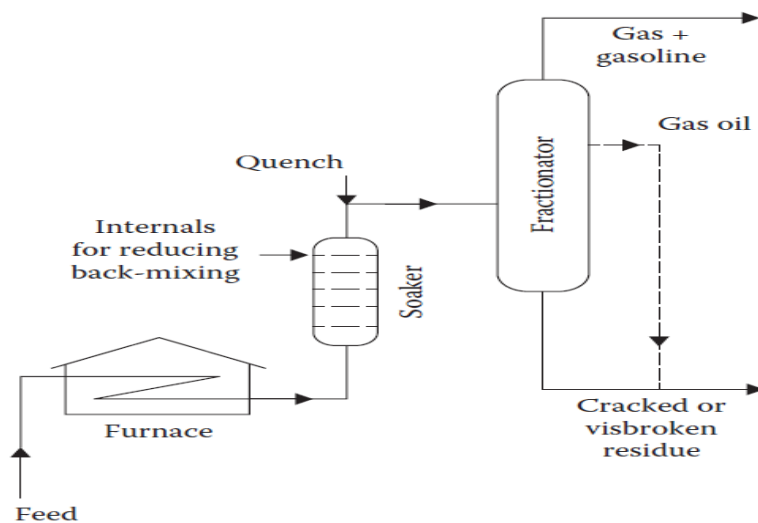 Gas +
gasoline
Gas oil
Fractionator
Quench
Internals
for reducing
back-mixing
Soaker
Furnace
Cracked or
visbroken
residue
Feed